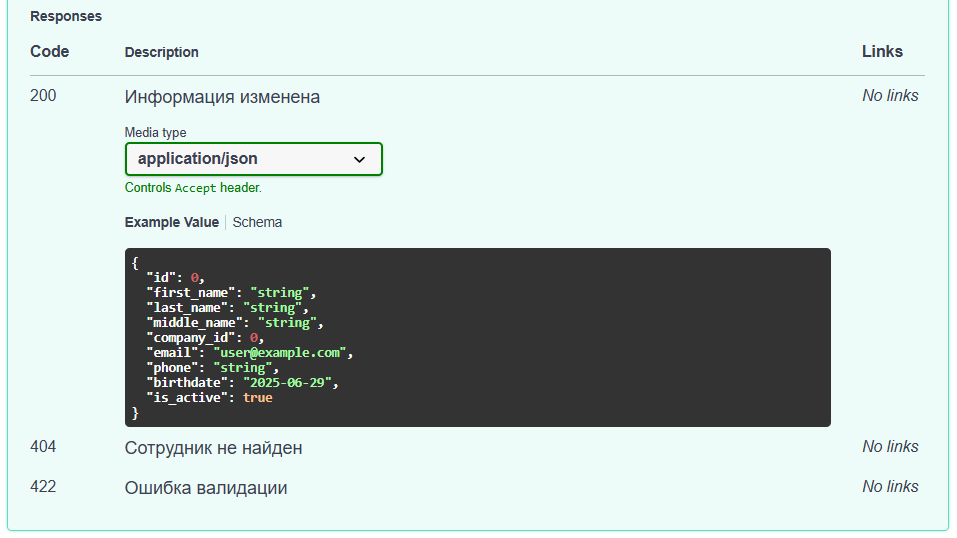 Responses
Code Description Links
200 Информация изменена No links
Media type
application/json
Controls Accept header.
Example Value Schema
{
  "id": 0,
  "first_name": "string",
  "last_name": "string",
  "middle_name": "string",
  "company_id": 0,
  "email": "user@example.com",
  "phone": "string",
  "birthdate": "2025-06-29",
  "is_active": true
}
404 Сотрудник не найден No links
422 Ошибка валидации No links